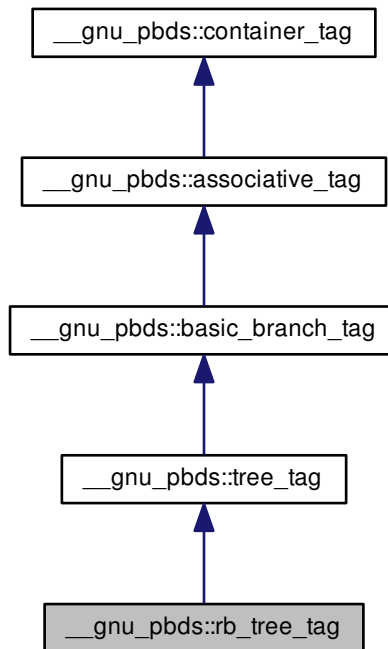 __gnu_pbds::container_tag
__gnu_pbds::associative_tag
__gnu_pbds::basic_branch_tag
__gnu_pbds::tree_tag
__gnu_pbds::rb_tree_tag